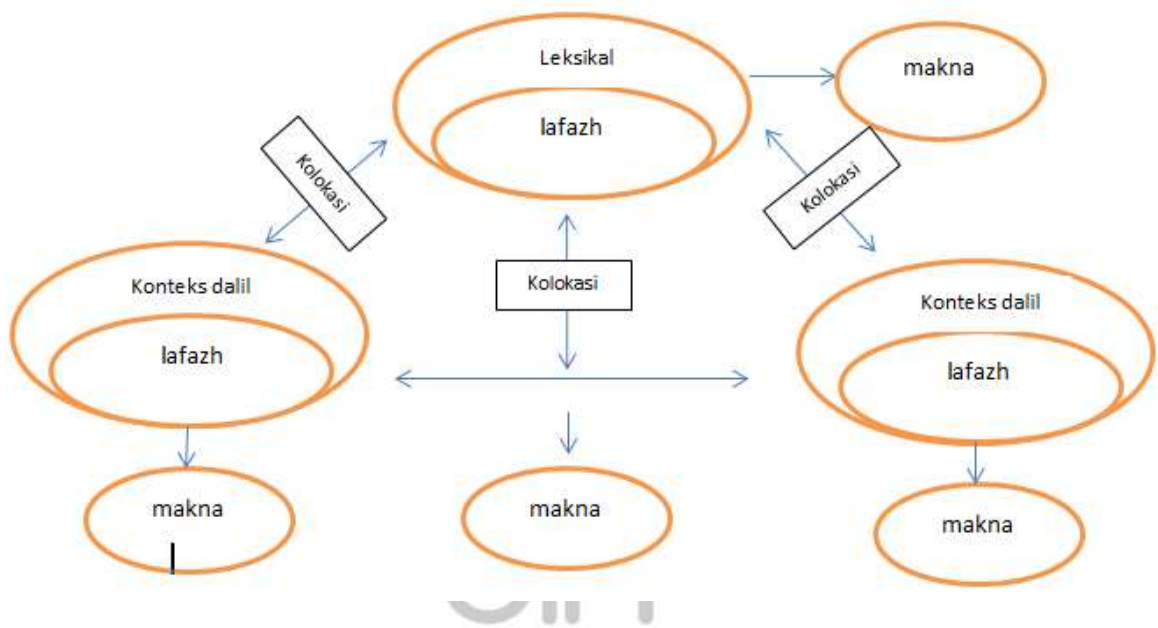 Leksikal
makna
lafazh
Kolokasi
Kolokasi
Kolokasi
Konteks dalil
Konteks dalil
lafazh
lafazh
makna
makna
makna